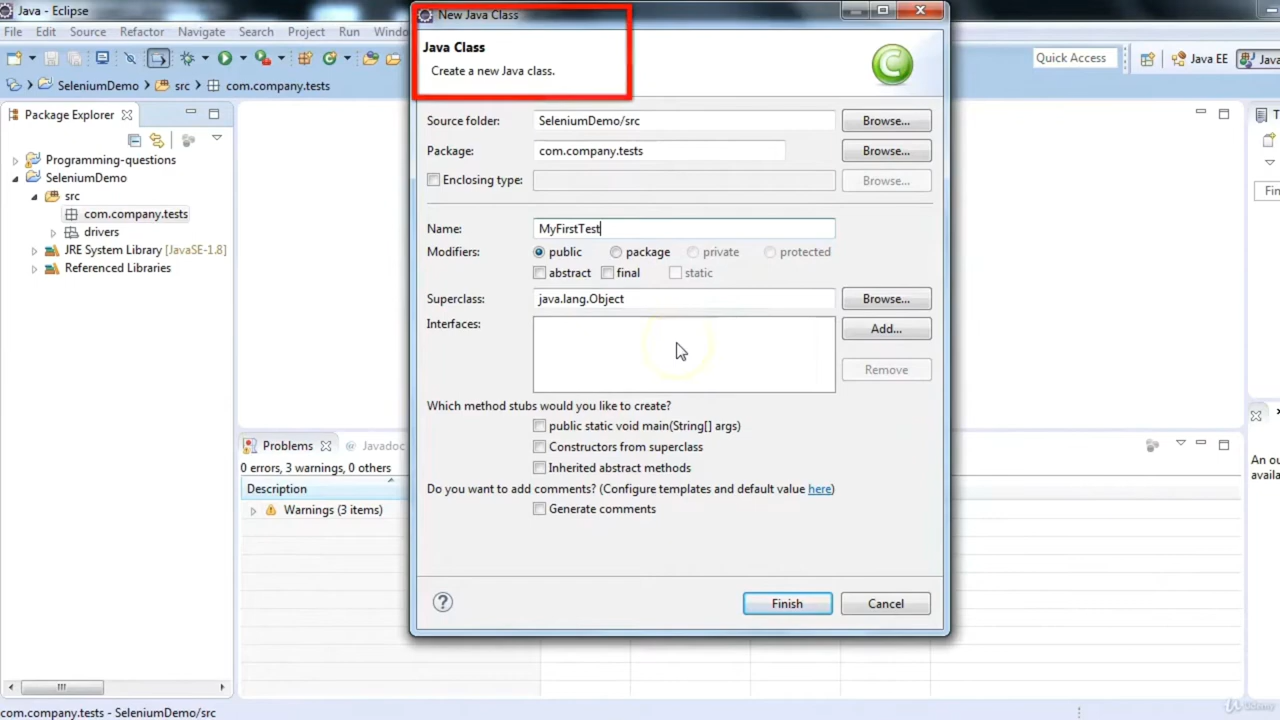 Java - Eclipse
New Java Class
File Edit Source Refactor Navigate Search Project Run
Java Class
Create a new Java class.
Quick Access
Java EE
Java
SeleniumDemo src com.company.tests
Package Explorer
Programming-questions
SeleniumDemo
src
com.company.tests
drivers
JRE System Library [JavaSE-1.8]
Referenced Libraries
Source folder: SeleniumDemo/src Browse...
Package: com.company.tests Browse...
Enclosing type: Browse...
Name: MyFirstTest
Modifiers: public package private protected
abstract final static
Superclass: java.lang.Object Browse...
Interfaces: Add...
Remove
Which method stubs would you like to create?
public static void main(String[] args)
Constructors from superclass
Inherited abstract methods
Do you want to add comments? (Configure templates and default value here)
Generate comments
? Finish Cancel
Problems @ Javadoc
0 errors, 3 warnings, 0 others
Description
Warnings (3 items)
An ou
availa
com.company.tests - SeleniumDemo/src
Udemy